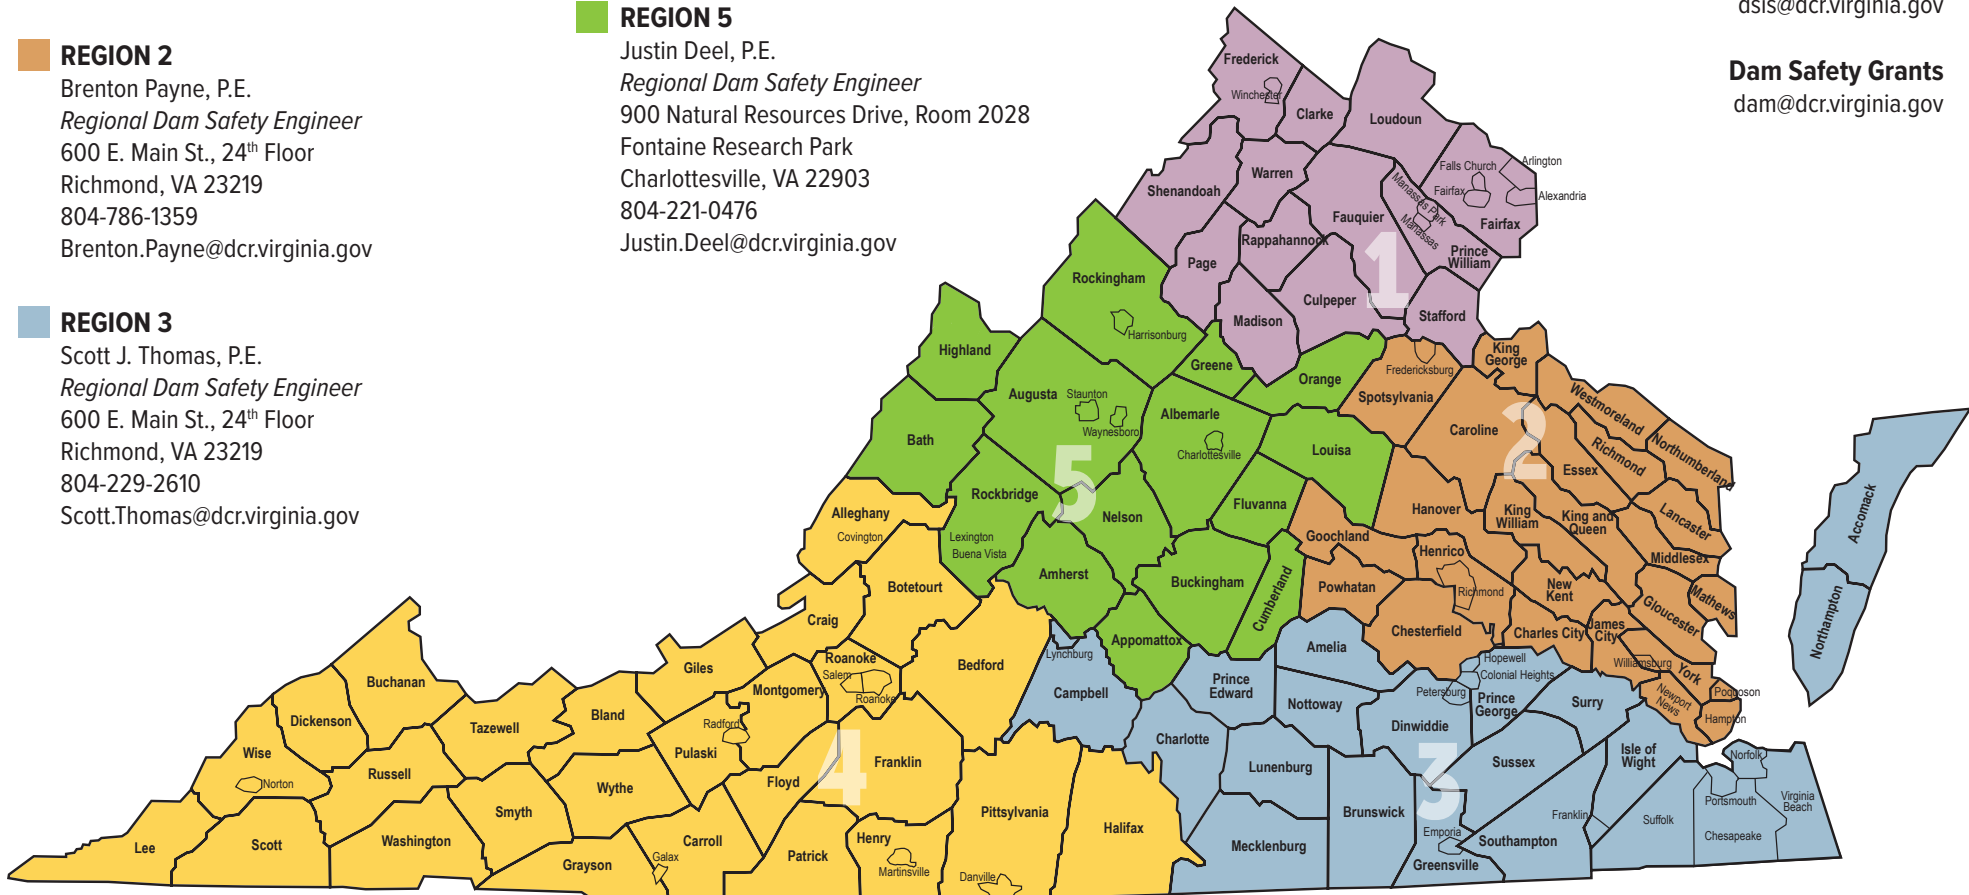 REGION 2
Brenton Payne, P.E.
Regional Dam Safety Engineer
600 E. Main St., 24th Floor
Richmond, VA 23219
804-786-1359
Brenton.Payne@dcr.virginia.gov
REGION 3
Scott J. Thomas, P.E.
Regional Dam Safety Engineer
600 E. Main St., 24th Floor
Richmond, VA 23219
804-229-2610
Scott.Thomas@dcr.virginia.gov
REGION 5
Justin Deel, P.E.
Regional Dam Safety Engineer
900 Natural Resources Drive, Room 2028
Fontaine Research Park
Charlottesville, VA 22903
804-221-0476
Justin.Deel@dcr.virginia.gov
dsis@dcr.virginia.gov
Dam Safety Grants
dam@dcr.virginia.gov
Frederick
Winchester
Clarke
Loudoun
Falls Church
Arlington
Fairfax
Alexandria
Fairfax
Warren
Shenandoah
Manassas Park
Manassas
Fauquier
Prince
William
Rappahannock
Page
1
Culpeper
Madison
Stafford
Rockingham
Harrisonburg
Highland
Greene
Orange
Augusta
Staunton
Waynesboro
Albemarle
Charlottesville
Bath
Louisa
5
Rockbridge
Nelson
Fluvanna
Lexington
Buena Vista
Amherst
Buckingham
Cumberland
Appomattox
King
George
Fredericksburg
Spotsylvania
Westmoreland
Caroline
2
Richmond
Northumberland
Essex
Hanover
King
William
King and
Queen
Lancaster
Goochland
Henrico
Middlesex
Powhatan
Richmond
New
Kent
Mathews
Gloucester
Chesterfield
Charles City
James
City
Williamsburg
York
Newport
News
Poquoson
Hampton
Accomack
Northampton
Alleghany
Covington
Botetourt
Craig
Roanoke
Salem
Roanoke
Bedford
Giles
Montgomery
Buchanan
Dickenson
Tazewell
Bland
Radford
Pulaski
Wise
Norton
Russell
4
Franklin
Floyd
Wythe
Smyth
Pittsylvania
Halifax
Lee
Scott
Washington
Grayson
Carroll
Galax
Patrick
Henry
Martinsville
Danville
Lynchburg
Campbell
Amelia
Prince
Edward
Nottoway
Hopewell
Colonial Heights
Petersburg
Prince
George
Surry
Dinwiddie
Charlotte
Lunenburg
3
Sussex
Isle of
Wight
Norfolk
Portsmouth
Virginia
Beach
Brunswick
Franklin
Suffolk
Chesapeake
Mecklenburg
Emporia
Greensville
Southampton